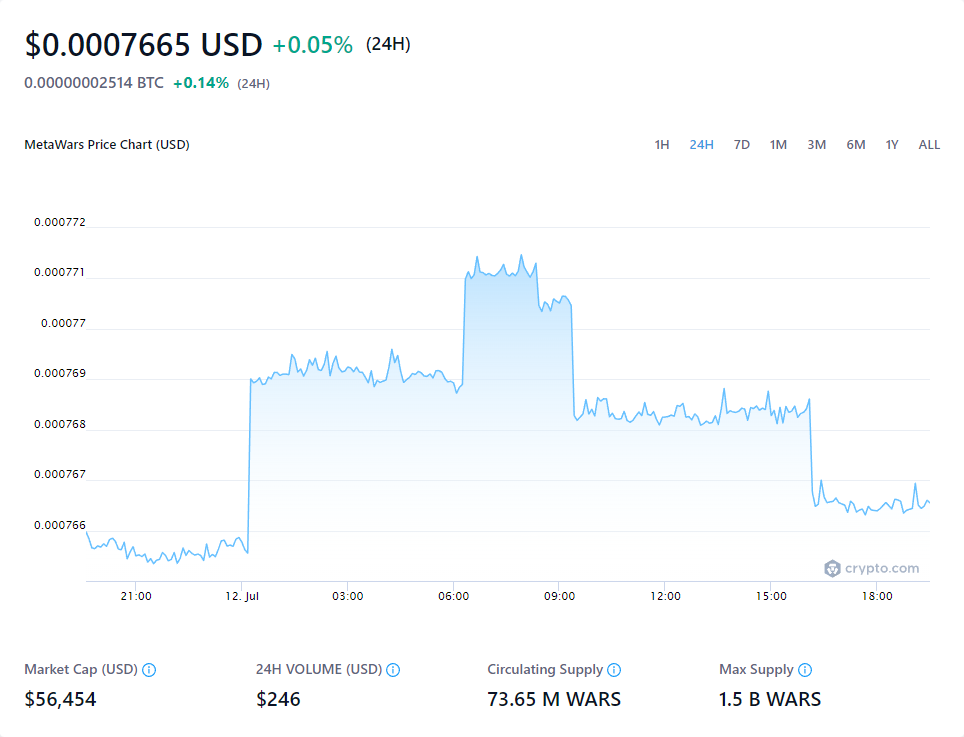 $0.0007665 USD +0.05% (24H)
0.00000002514 BTC +0.14% (24H)
MetaWars Price Chart (USD) 1H 24H 7D 1M 3M 6M 1Y ALL
0.000772
0.000771
0.00077
0.000769
0.000768
0.000767
0.000766
crypto.com
21:00 12. Jul 03:00 06:00 09:00 12:00 15:00 18:00
Market Cap (USD) 24H VOLUME (USD) Circulating Supply Max Supply
$56,454 $246 73.65 M WARS 1.5 B WARS